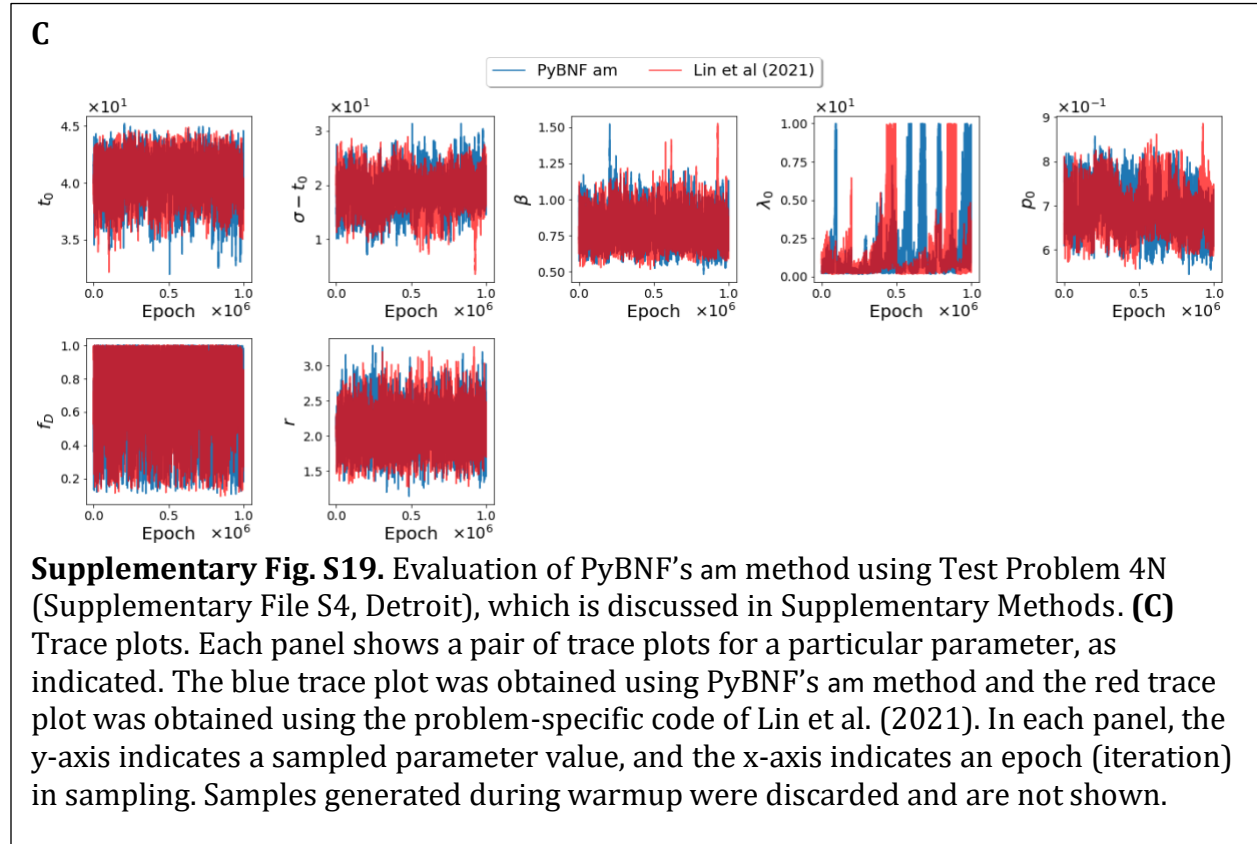 C
PyBNF am Lin et al (2021)
×10¹ ×10¹ ×10¹ ×10⁻¹
4.5 3 1.50 1.00 9
1.25 0.75 8
4.0 2 1.00 0.50 7
3.5 1 0.75 0.25 6
0.50 0.00
t₀ σ − t₀ β λ₀ p₀
0.0 0.5 1.0 0.0 0.5 1.0 0.0 0.5 1.0 0.0 0.5 1.0 0.0 0.5 1.0
Epoch ×10⁶ Epoch ×10⁶ Epoch ×10⁶ Epoch ×10⁶ Epoch ×10⁶
1.0 3.0
0.8 2.5
0.6 2.0
0.4 1.5
0.2
f_D r
0.0 0.5 1.0 0.0 0.5 1.0
Epoch ×10⁶ Epoch ×10⁶
Supplementary Fig. S19. Evaluation of PyBNF’s am method using Test Problem 4N
(Supplementary File S4, Detroit), which is discussed in Supplementary Methods. (C)
Trace plots. Each panel shows a pair of trace plots for a particular parameter, as
indicated. The blue trace plot was obtained using PyBNF’s am method and the red trace
plot was obtained using the problem-specific code of Lin et al. (2021). In each panel, the
y-axis indicates a sampled parameter value, and the x-axis indicates an epoch (iteration)
in sampling. Samples generated during warmup were discarded and are not shown.